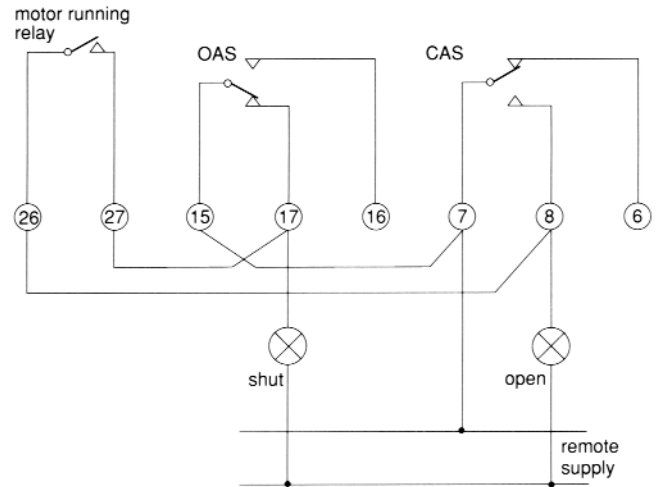 motor running
relay
OAS
CAS
26
27
15
17
16
7
8
6
shut
open
remote
supply